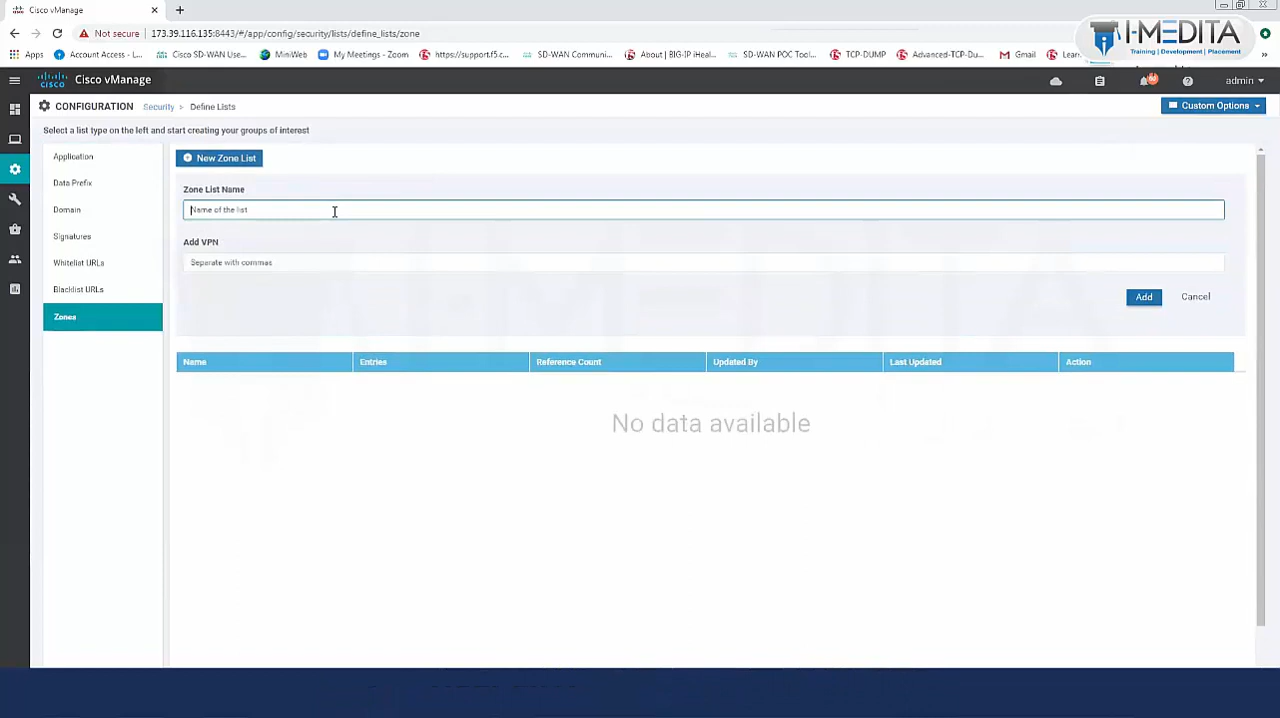 Cisco vManage
Not secure 173.39.116.135:8443/#/app/config/security/lists/define_lists/zone
I-MEDITA
Training | Development | Placement
Apps Account Access - L... Cisco SD-WAN Use... MiniWeb My Meetings - Zoom https://support.f5.c... SD-WAN Communi... About | BIG-IP iHeal... SD-WAN POC Tool... TCP-DUMP Advanced-TCP-Du... Gmail Lear
CISCO Cisco vManage admin
CONFIGURATION Security > Define Lists Custom Options
Select a list type on the left and start creating your groups of interest
Application
Data Prefix
Domain
Signatures
Whitelist URLs
Blacklist URLs
Zones
New Zone List
Zone List Name
Name of the list
Add VPN
Separate with commas
Add Cancel
Name Entries Reference Count Updated By Last Updated Action
No data available